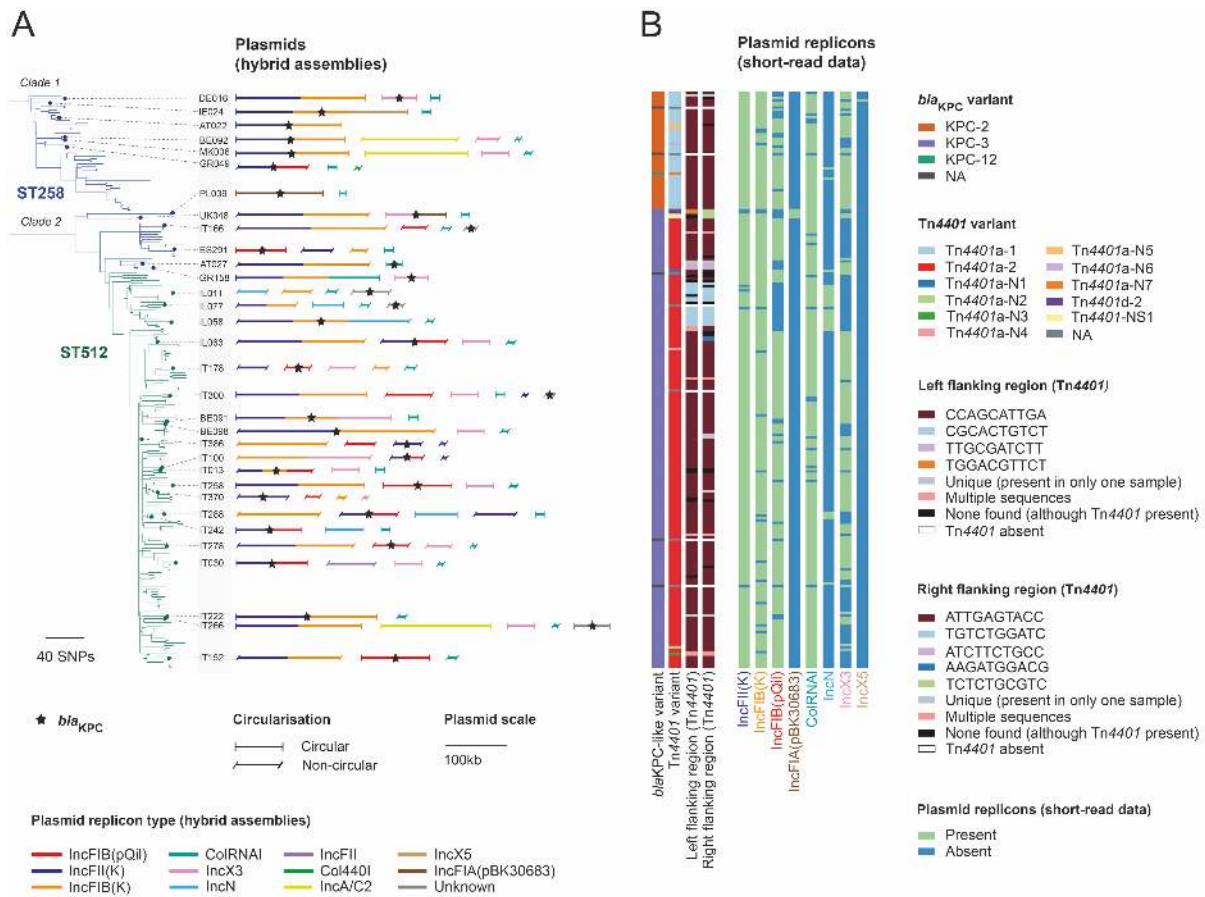 A
B
Plasmids
(hybrid assemblies)
Plasmid replicons
(short-read data)
Clade 1
DE016
IE024
AT022
BE092
MK006
GR049
ST258
PL039
UK048
Clade 2
IT166
ES291
AT027
GR159
IL011
IL077
IL058
ST512
IL063
IT176
IT200
BE091
BE098
IT386
IT100
IT013
IT258
IT370
IT288
IT242
IT278
IT030
IT222
IT266
IT152
40 SNPs
blaKPC
Circularisation
Circular
Non-circular
Plasmid scale
100kb
Plasmid replicon type (hybrid assemblies)
IncFIB(pQil)
IncFII(K)
IncFIB(K)
ColRNAI
IncX3
IncN
IncFII
Col440I
IncA/C2
IncX5
IncFIA(pBK30683)
Unknown
blaKPC-like variant
Tn4401 variant
Left flanking region (Tn4401)
Right flanking region (Tn4401)
IncFII(K)
IncFIB(K)
IncFIB(pQil)
IncFIA(pBK30683)
ColRNAI
IncN
IncX3
IncX5
blaKPC variant
KPC-2
KPC-3
KPC-12
NA
Tn4401 variant
Tn4401a-1
Tn4401a-2
Tn4401a-N1
Tn4401a-N2
Tn4401a-N3
Tn4401a-N4
Tn4401a-N5
Tn4401a-N6
Tn4401a-N7
Tn4401d-2
Tn4401-NS1
NA
Left flanking region (Tn4401)
CCAGCATTGA
CGCACTGTCT
TTGCGATCTT
TGGACGTTCT
Unique (present in only one sample)
Multiple sequences
None found (although Tn4401 present)
Tn4401 absent
Right flanking region (Tn4401)
ATTGAGTACC
TGTCTGGATC
ATCTTCTGCC
AAGATGGACG
TCTCTGCGTC
Unique (present in only one sample)
Multiple sequences
None found (although Tn4401 present)
Tn4401 absent
Plasmid replicons (short-read data)
Present
Absent